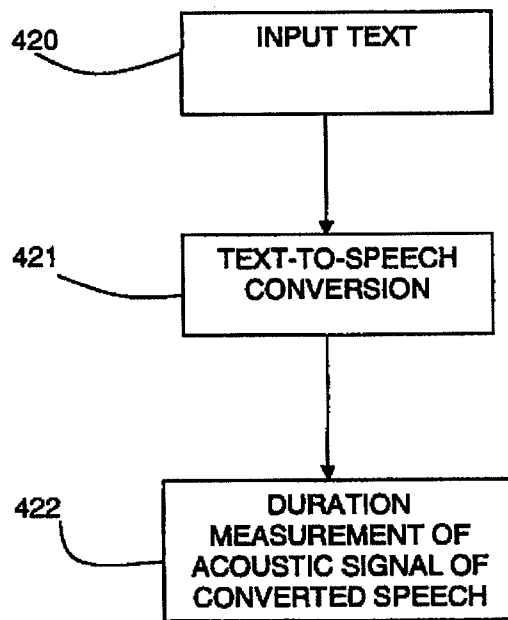 420
INPUT TEXT
421
TEXT-TO-SPEECH
CONVERSION
422
DURATION
MEASUREMENT OF
ACOUSTIC SIGNAL OF
CONVERTED SPEECH